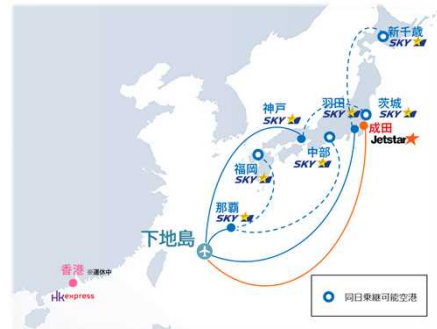 新千歳
SKY
羽田
SKY
茨城
SKY
神戸
SKY
成田
Jetstar
中部
SKY
福岡
SKY
那覇
SKY
下地島
香港 ※運休中
HK express
同日乗継可能空港